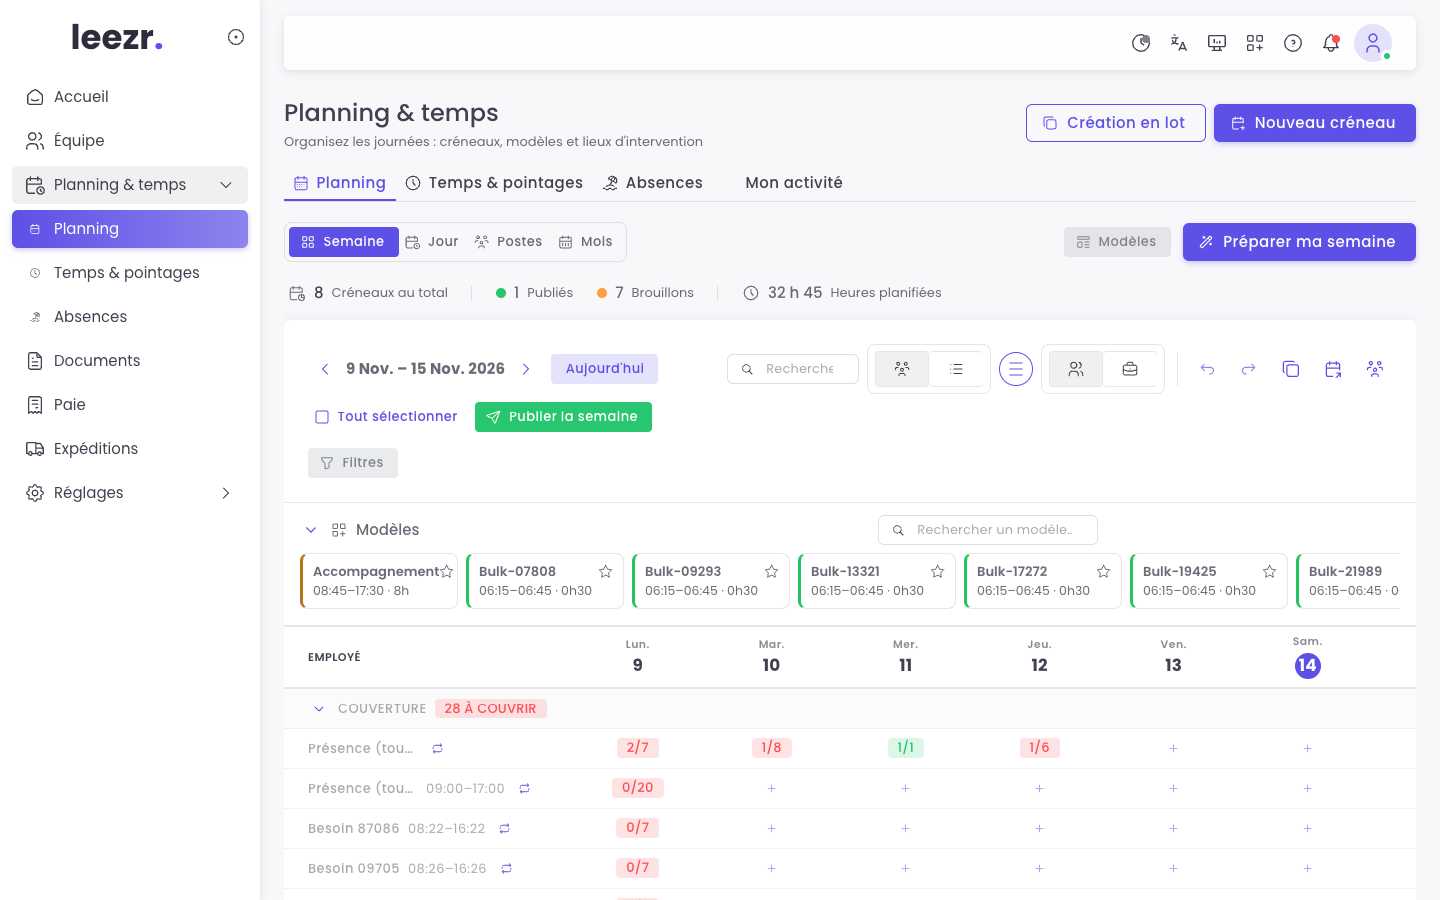 leezr.
Accueil
Équipe
Planning & temps
Planning
Temps & pointages
Absences
Documents
Paie
Expéditions
Réglages
Planning & temps
Organisez les journées : créneaux, modèles et lieux d'intervention
Création en lot
Nouveau créneau
Planning
Temps & pointages
Absences
Mon activité
Semaine
Jour
Postes
Mois
Modèles
Préparer ma semaine
8 Créneaux au total
1 Publiés
7 Brouillons
32 h 45 Heures planifiées
9 Nov. – 15 Nov. 2026
Aujourd'hui
Recherche
Tout sélectionner
Publier la semaine
Filtres
Modèles
Rechercher un modèle..
Accompagnement
08:45–17:30 · 8h
Bulk-07808
06:15–06:45 · 0h30
Bulk-09293
06:15–06:45 · 0h30
Bulk-13321
06:15–06:45 · 0h30
Bulk-17272
06:15–06:45 · 0h30
Bulk-19425
06:15–06:45 · 0h30
Bulk-21989
06:15–06:45 · 0
EMPLOYÉ
Lun. 9
Mar. 10
Mer. 11
Jeu. 12
Ven. 13
Sam. 14
COUVERTURE 28 À COUVRIR
Présence (tou... 2/7 1/8 1/1 1/6 + +
Présence (tou... 09:00–17:00 0/20 + + + + +
Besoin 87086 08:22–16:22 0/7 + + + + +
Besoin 09705 08:26–16:26 0/7 + + + + +